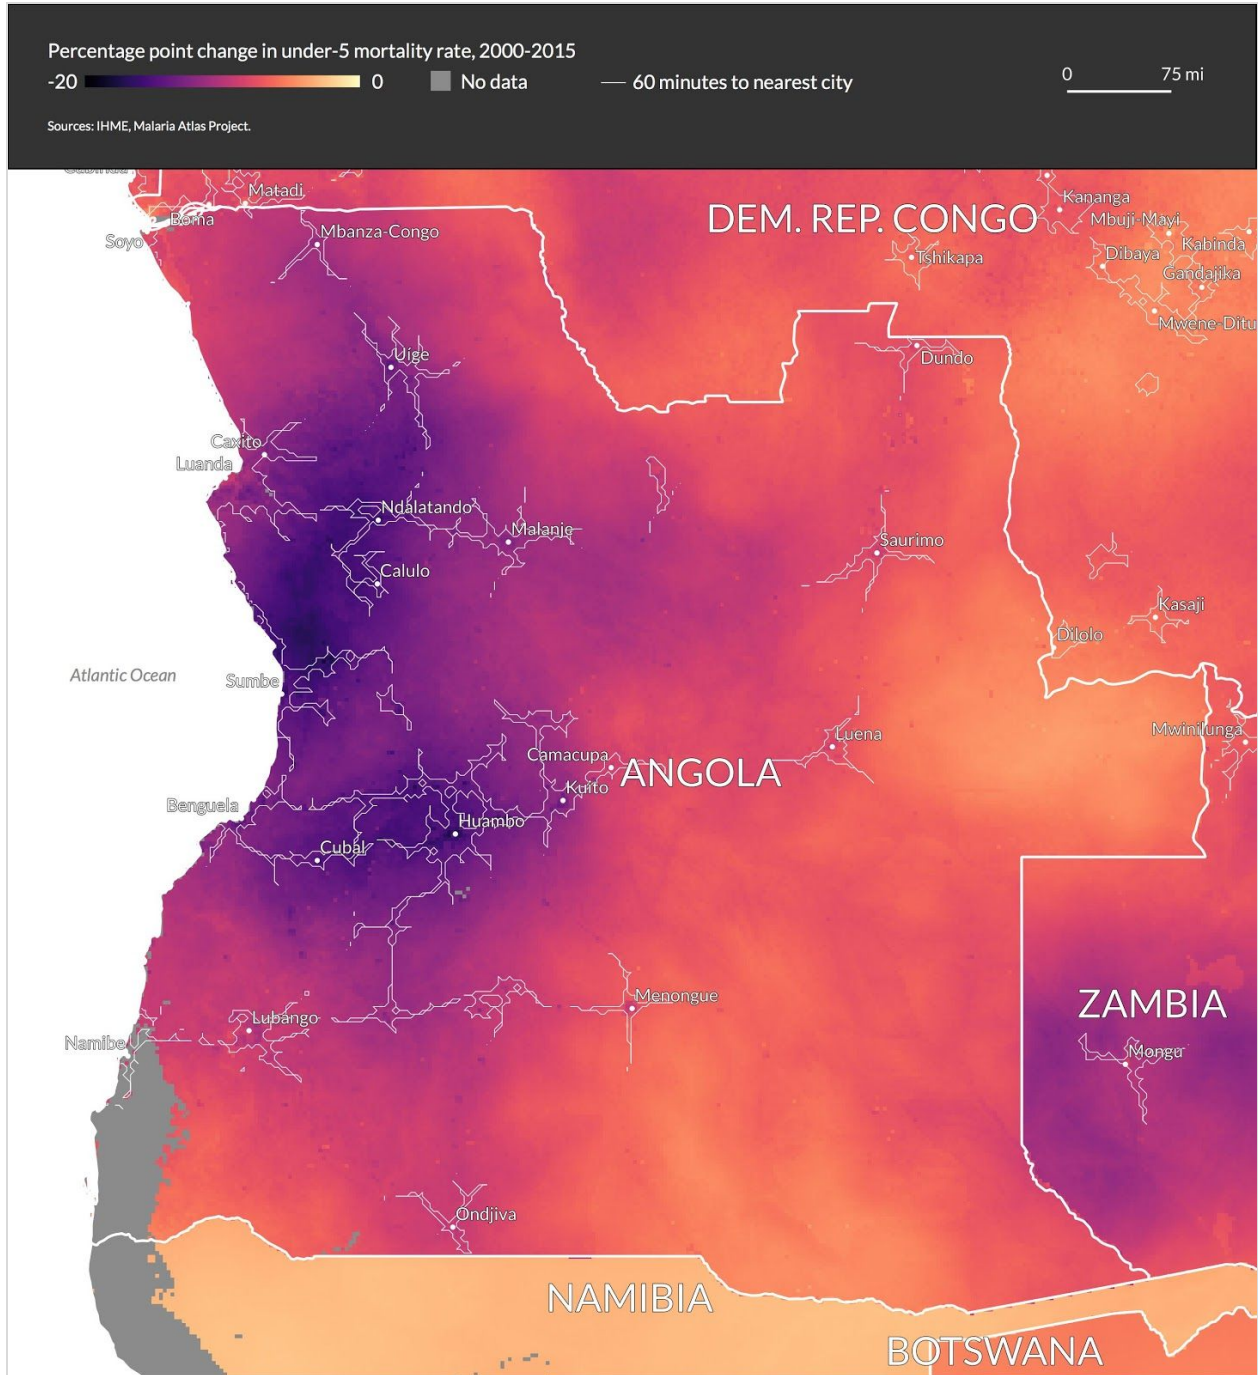 Percentage point change in under-5 mortality rate, 2000-2015
-20 0 No data 60 minutes to nearest city 0 75 mi
Sources: IHME, Malaria Atlas Project.
Cabinda
Matadi
Boma
Soyo
Mbanza-Congo
DEM. REP. CONGO
Kananga
Mbuji-Mayi
Kabinda
Tshikapa
Dibaya
Gandajika
Mwene-Ditu
Uíge
Dundo
Caxito
Luanda
Ndalatando
Malanje
Saurimo
Calulo
Kasaji
Dilolo
Atlantic Ocean
Sumbe
Mwinilunga
Luena
Camacupa
ANGOLA
Kuito
Benguela
Huambo
Cubal
Menongue
ZAMBIA
Lubango
Namibe
Mongu
Ondjiva
NAMIBIA
BOTSWANA